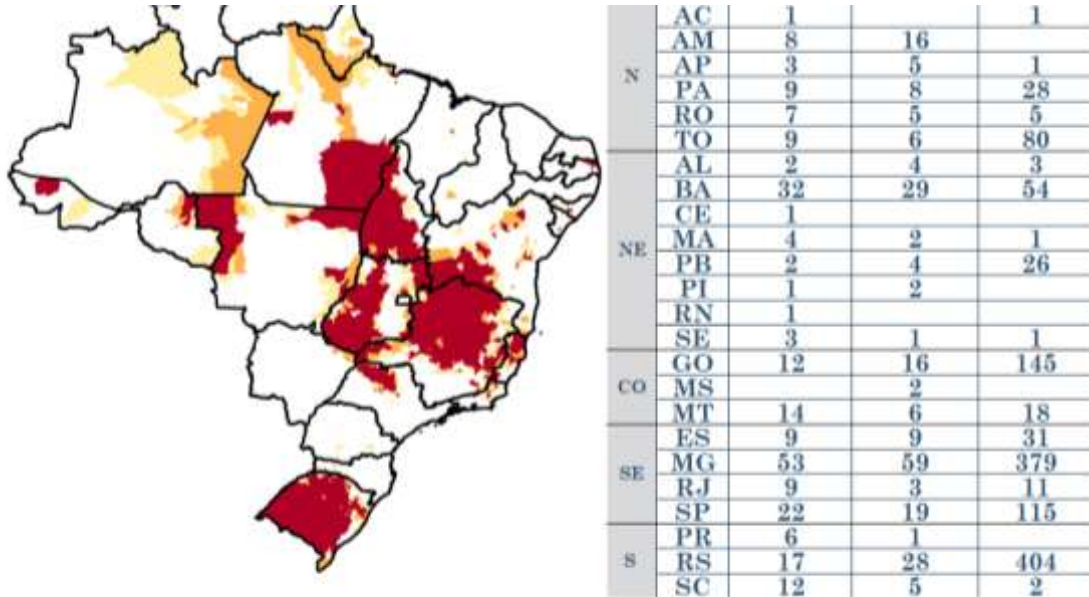 N
AC 1 1
AM 8 16
AP 3 5 1
PA 9 8 28
RO 7 5 5
TO 9 6 80
NE
AL 2 4 3
BA 32 29 54
CE 1
MA 4 2 1
PB 2 4 26
PI 1 2
RN 1
SE 3 1 1
CO
GO 12 16 145
MS 2
MT 14 6 18
SE
ES 9 9 31
MG 53 59 379
RJ 9 3 11
SP 22 19 115
S
PR 6 1
RS 17 28 404
SC 12 5 2